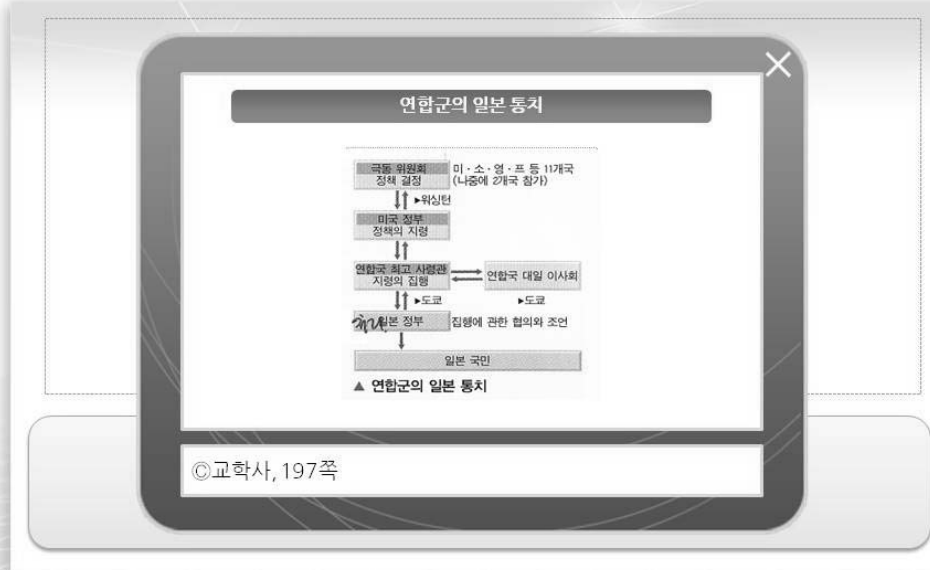 연합군의 일본 통치
극동 위원회
정책 결정
미·소·영·프 등 11개국
(나중에 2개국 참가)
▶워싱턴
미국 정부
정책의 지령
연합국 최고 사령관
지령의 집행
연합국 대일 이사회
▶도쿄
▶도쿄
일본 정부
집행에 관한 협의와 조언
일본 국민
▲ 연합군의 일본 통치
©교학사, 197쪽